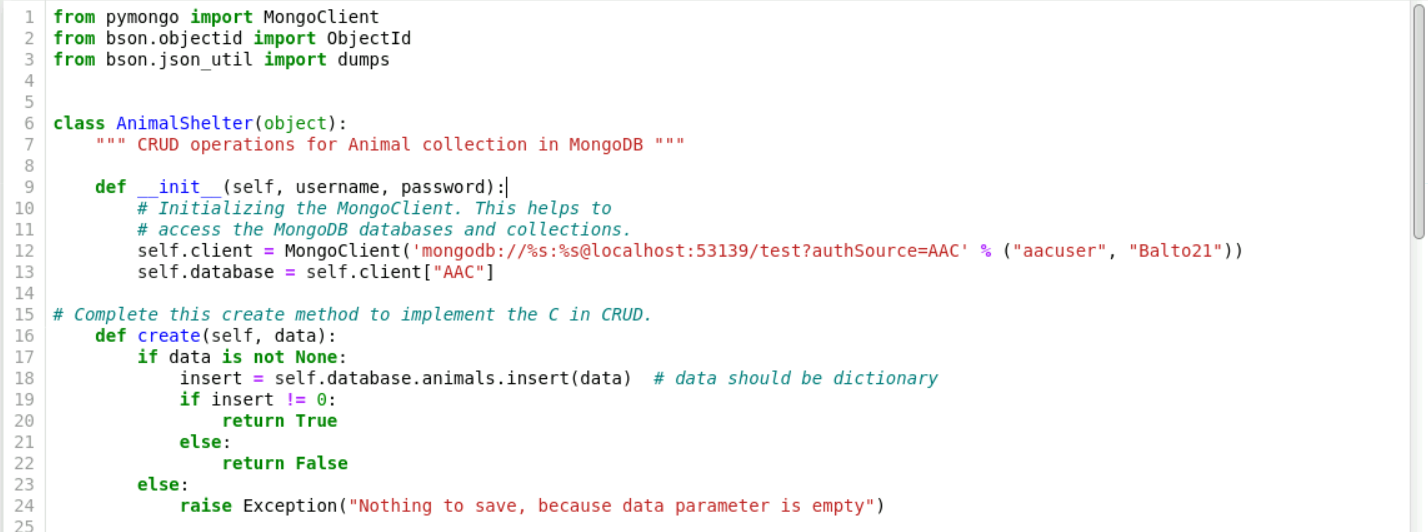 1 from pymongo import MongoClient
2 from bson.objectid import ObjectId
3 from bson.json_util import dumps
4
5
6 class AnimalShelter(object):
7     """ CRUD operations for Animal collection in MongoDB """
8
9     def __init__(self, username, password):
10         # Initializing the MongoClient. This helps to
11         # access the MongoDB databases and collections.
12         self.client = MongoClient('mongodb://%s:%s@localhost:53139/test?authSource=AAC' % ("aacuser", "Balto21"))
13         self.database = self.client["AAC"]
14
15 # Complete this create method to implement the C in CRUD.
16     def create(self, data):
17         if data is not None:
18             insert = self.database.animals.insert(data)  # data should be dictionary
19             if insert != 0:
20                 return True
21             else:
22                 return False
23         else:
24             raise Exception("Nothing to save, because data parameter is empty")
25